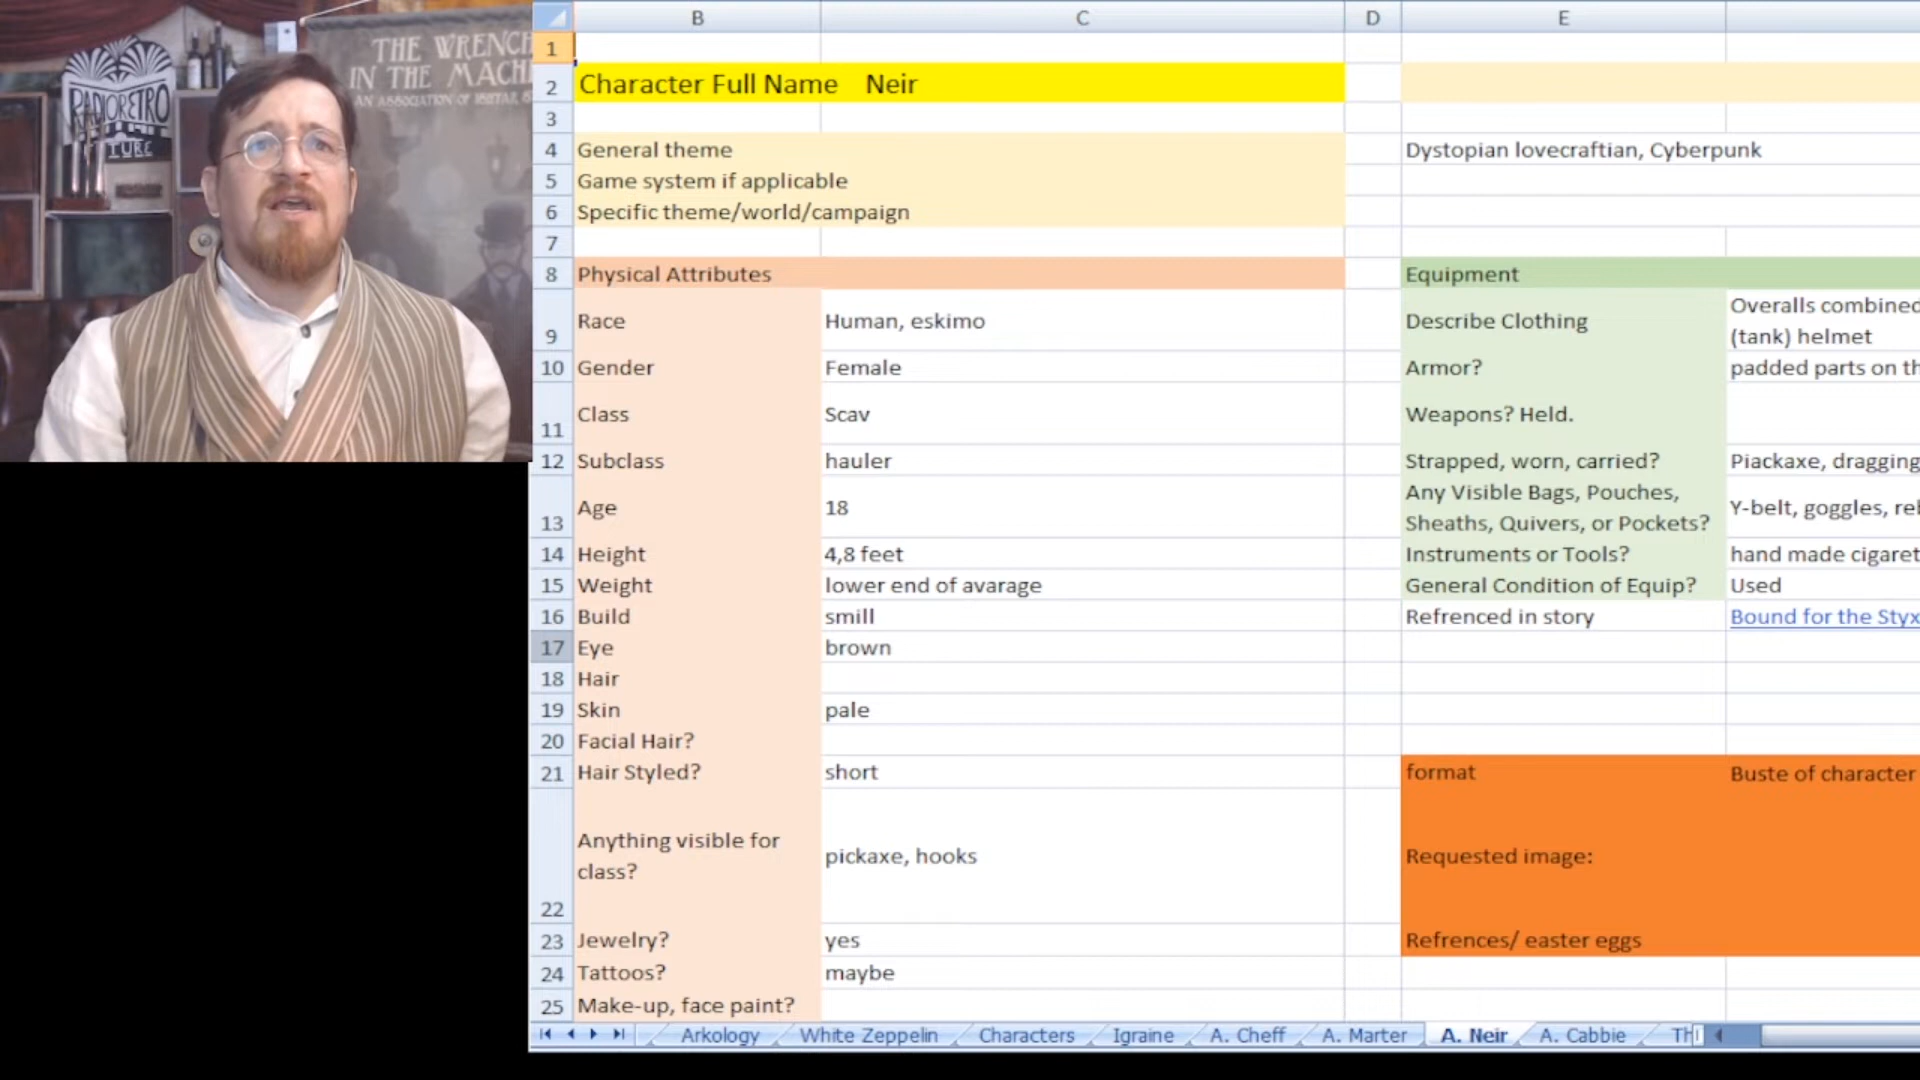 THE WRENCH
IN THE MACH
AN ASSOCIATION OF
RADIORETRO
TURE
B C D E
1
2 Character Full Name Neir
3
4 General theme Dystopian lovecraftian, Cyberpunk
5 Game system if applicable
6 Specific theme/world/campaign
7
8 Physical Attributes Equipment
9 Race Human, eskimo Describe Clothing Overalls combined
(tank) helmet
10 Gender Female Armor? padded parts on th
11 Class Scav Weapons? Held.
12 Subclass hauler Strapped, worn, carried? Piackaxe, dragging
13 Age 18 Any Visible Bags, Pouches,
Sheaths, Quivers, or Pockets? Y-belt, goggles, rel
14 Height 4,8 feet Instruments or Tools? hand made cigaret
15 Weight lower end of avarage General Condition of Equip? Used
16 Build smill Refrenced in story Bound for the Styx
17 Eye brown
18 Hair
19 Skin pale
20 Facial Hair?
21 Hair Styled? short format Buste of character
22 Anything visible for
class? pickaxe, hooks Requested image:
23 Jewelry? yes Refrences/ easter eggs
24 Tattoos? maybe
25 Make-up, face paint?
Arkology White Zeppelin Characters Igraine A. Cheff A. Marter A. Neir A. Cabbie Th